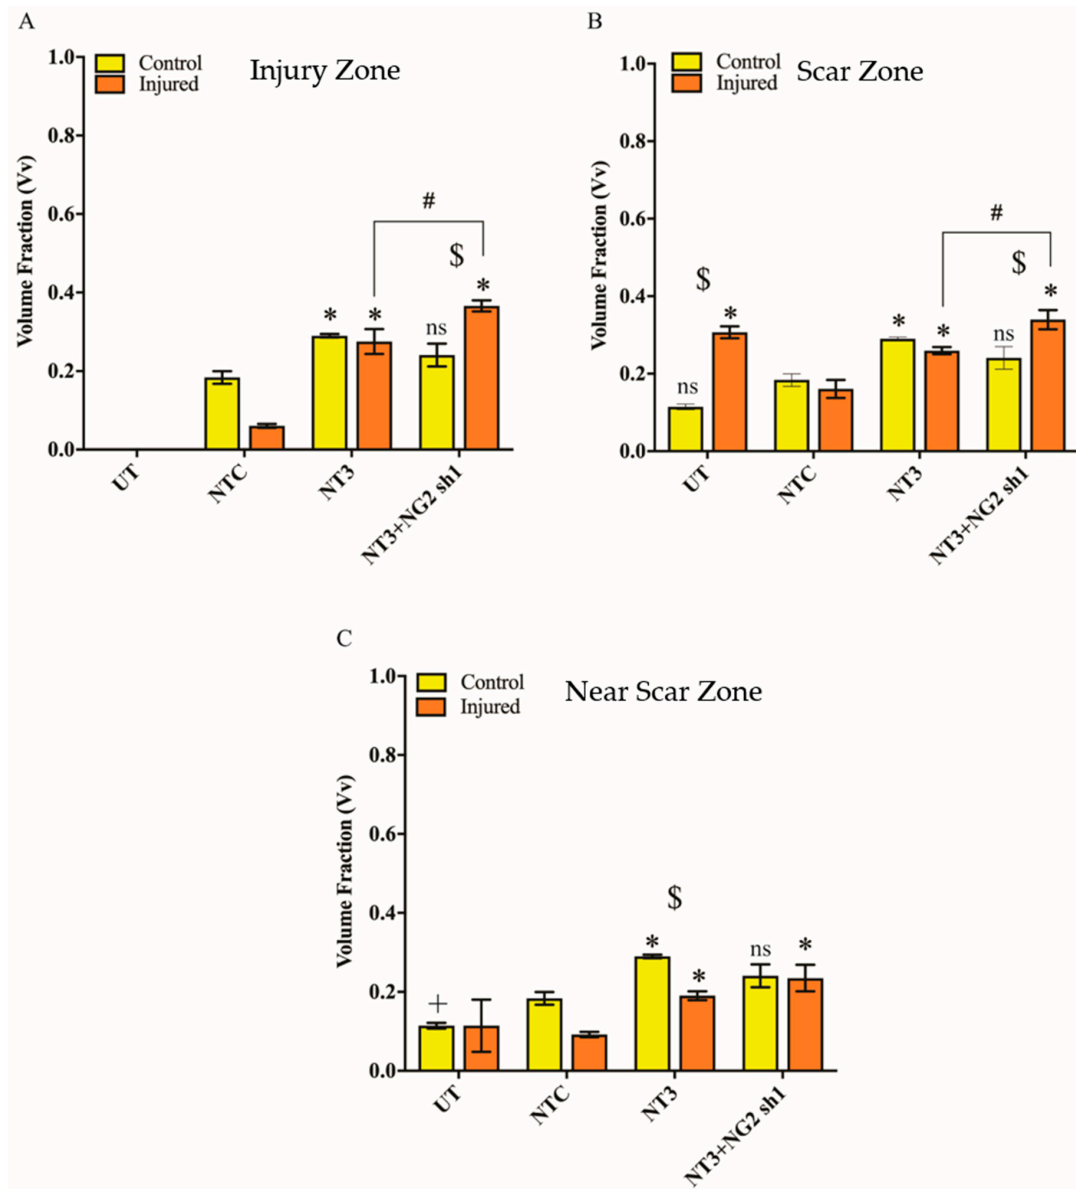 A
Control
Injured
Injury Zone
Volume Fraction (Vv)
1.0
0.8
0.6
0.4
0.2
0.0
#
$
* * ns *
UT NTC NT3 NT3+NG2 sh1
B
Control
Injured
Scar Zone
Volume Fraction (Vv)
1.0
0.8
0.6
0.4
0.2
0.0
#
$ $
ns * * * ns *
UT NTC NT3 NT3+NG2 sh1
C
Control
Injured
Near Scar Zone
Volume Fraction (Vv)
1.0
0.8
0.6
0.4
0.2
0.0
$
+ * * ns *
UT NTC NT3 NT3+NG2 sh1